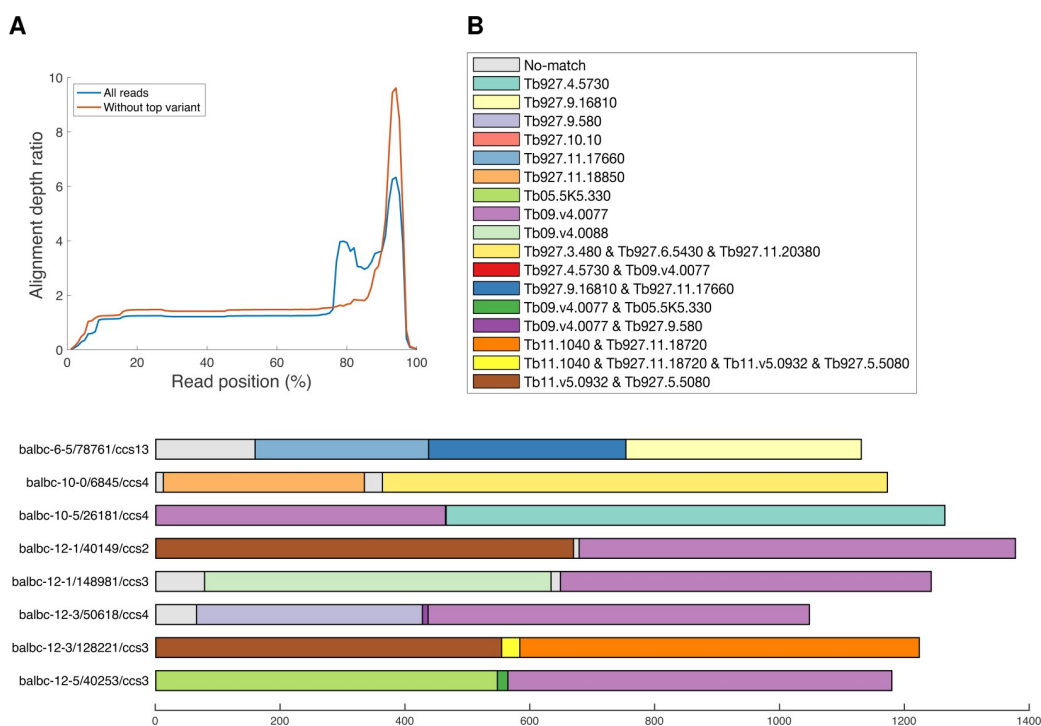 A
B
10
8
6
4
2
0
0
20
40
60
80
100
Alignment depth ratio
Read position (%)
All reads
Without top variant
No-match
Tb927.4.5730
Tb927.9.16810
Tb927.9.580
Tb927.10.10
Tb927.11.17660
Tb927.11.18850
Tb05.5K5.330
Tb09.v4.0077
Tb09.v4.0088
Tb927.3.480 & Tb927.6.5430 & Tb927.11.20380
Tb927.4.5730 & Tb09.v4.0077
Tb927.9.16810 & Tb927.11.17660
Tb09.v4.0077 & Tb05.5K5.330
Tb09.v4.0077 & Tb927.9.580
Tb11.1040 & Tb927.11.18720
Tb11.1040 & Tb927.11.18720 & Tb11.v5.0932 & Tb927.5.5080
Tb11.v5.0932 & Tb927.5.5080
balbc-6-5/78761/ccs13
balbc-10-0/6845/ccs4
balbc-10-5/26181/ccs4
balbc-12-1/40149/ccs2
balbc-12-1/148981/ccs3
balbc-12-3/50618/ccs4
balbc-12-3/128221/ccs3
balbc-12-5/40253/ccs3
0
200
400
600
800
1000
1200
1400